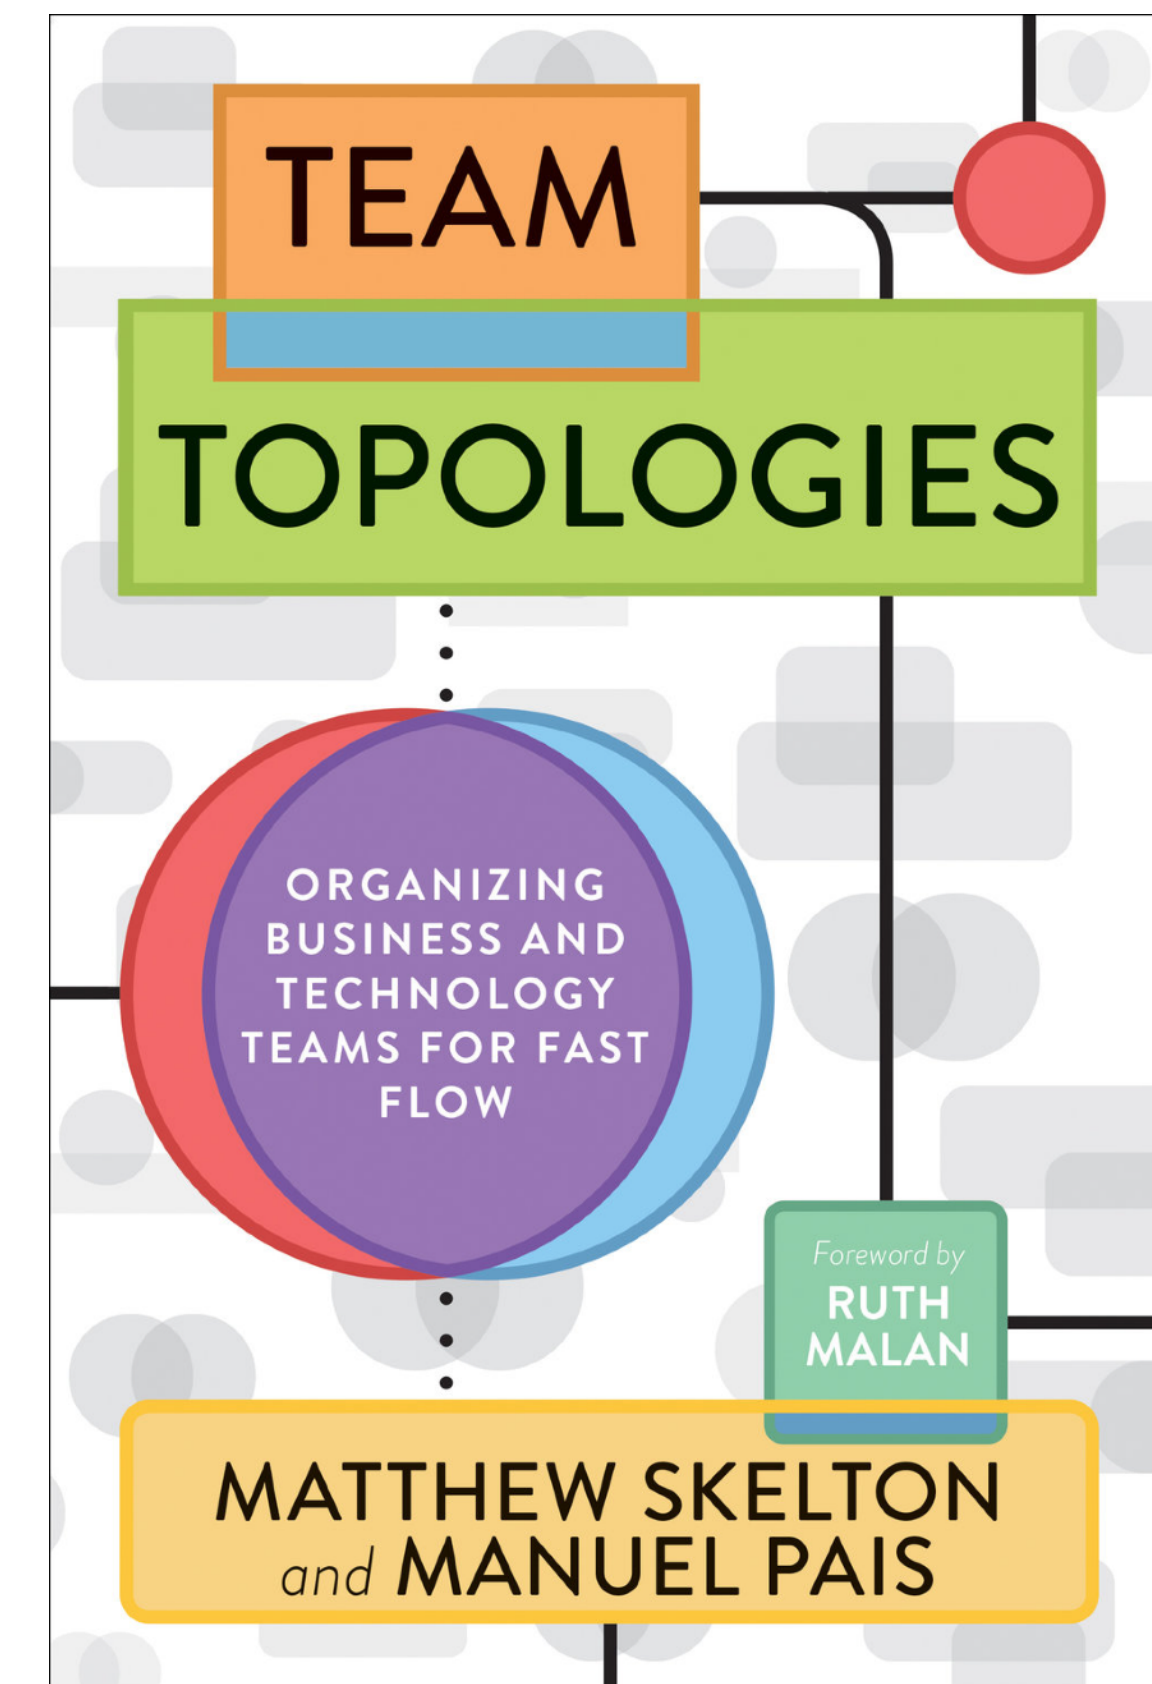 TEAM
TOPOLOGIES
ORGANIZING
BUSINESS AND
TECHNOLOGY
TEAMS FOR FAST
FLOW
Foreword by
RUTH
MALAN
MATTHEW SKELTON
and MANUEL PAIS